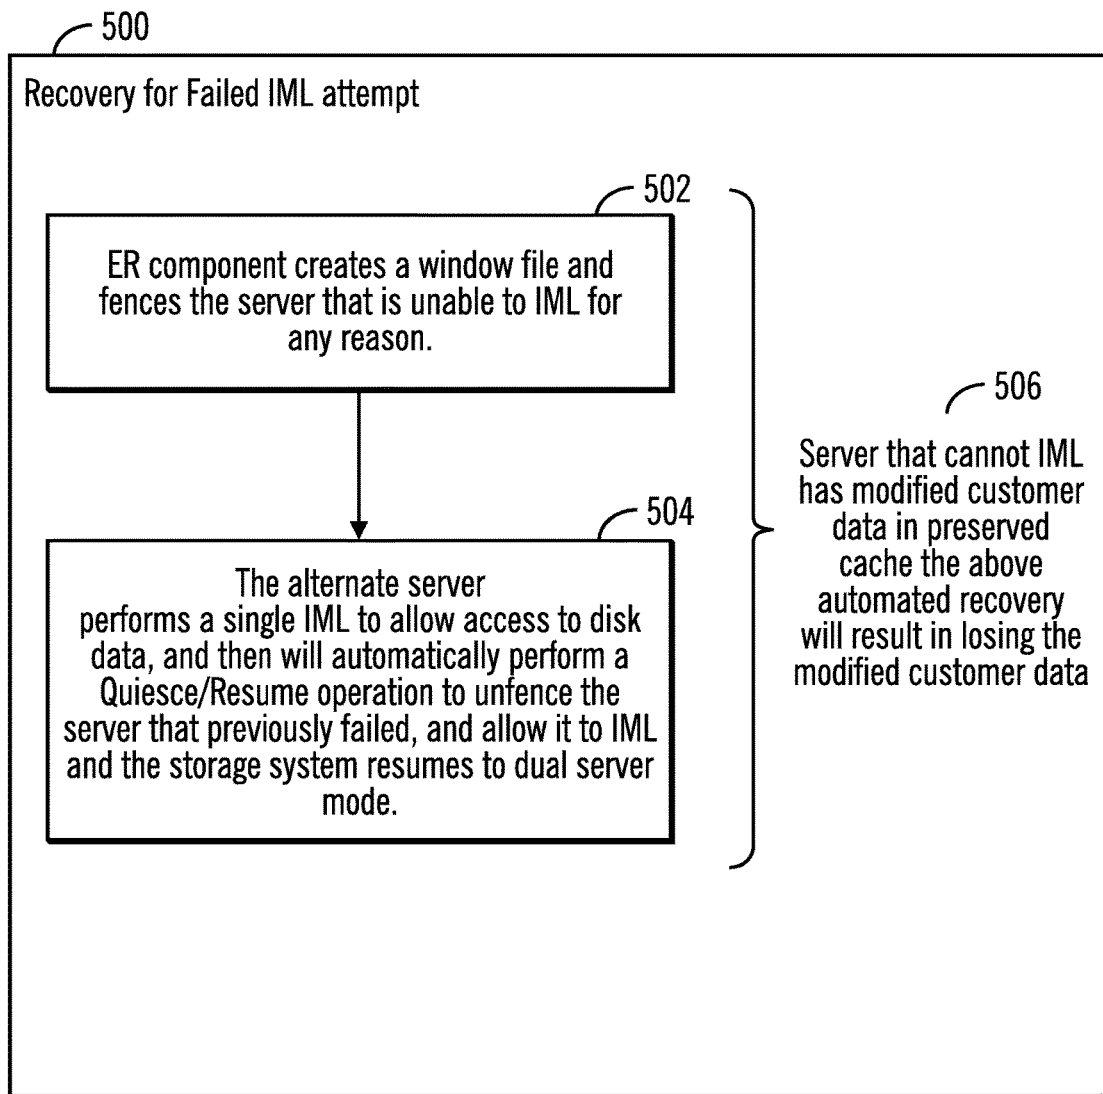 500
Recovery for Failed IML attempt
502
ER component creates a window file and
fences the server that is unable to IML for
any reason.
504
The alternate server
performs a single IML to allow access to disk
data, and then will automatically perform a
Quiesce/Resume operation to unfence the
server that previously failed, and allow it to IML
and the storage system resumes to dual server
mode.
506
Server that cannot IML
has modified customer
data in preserved
cache the above
automated recovery
will result in losing the
modified customer data